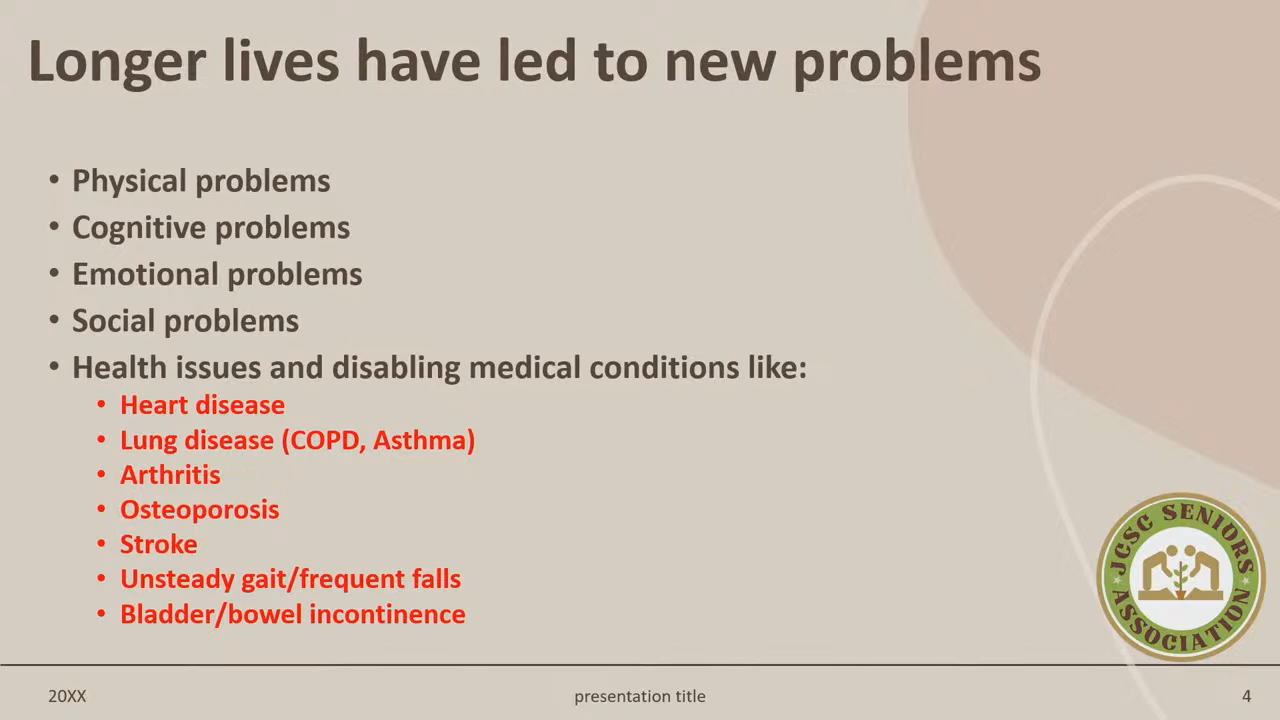 Longer lives have led to new problems
• Physical problems
• Cognitive problems
• Emotional problems
• Social problems
• Health issues and disabling medical conditions like:
• Heart disease
• Lung disease (COPD, Asthma)
• Arthritis
• Osteoporosis
• Stroke
• Unsteady gait/frequent falls
• Bladder/bowel incontinence
JCSC SENIORS
ASSOCIATION
20XX
presentation title
4